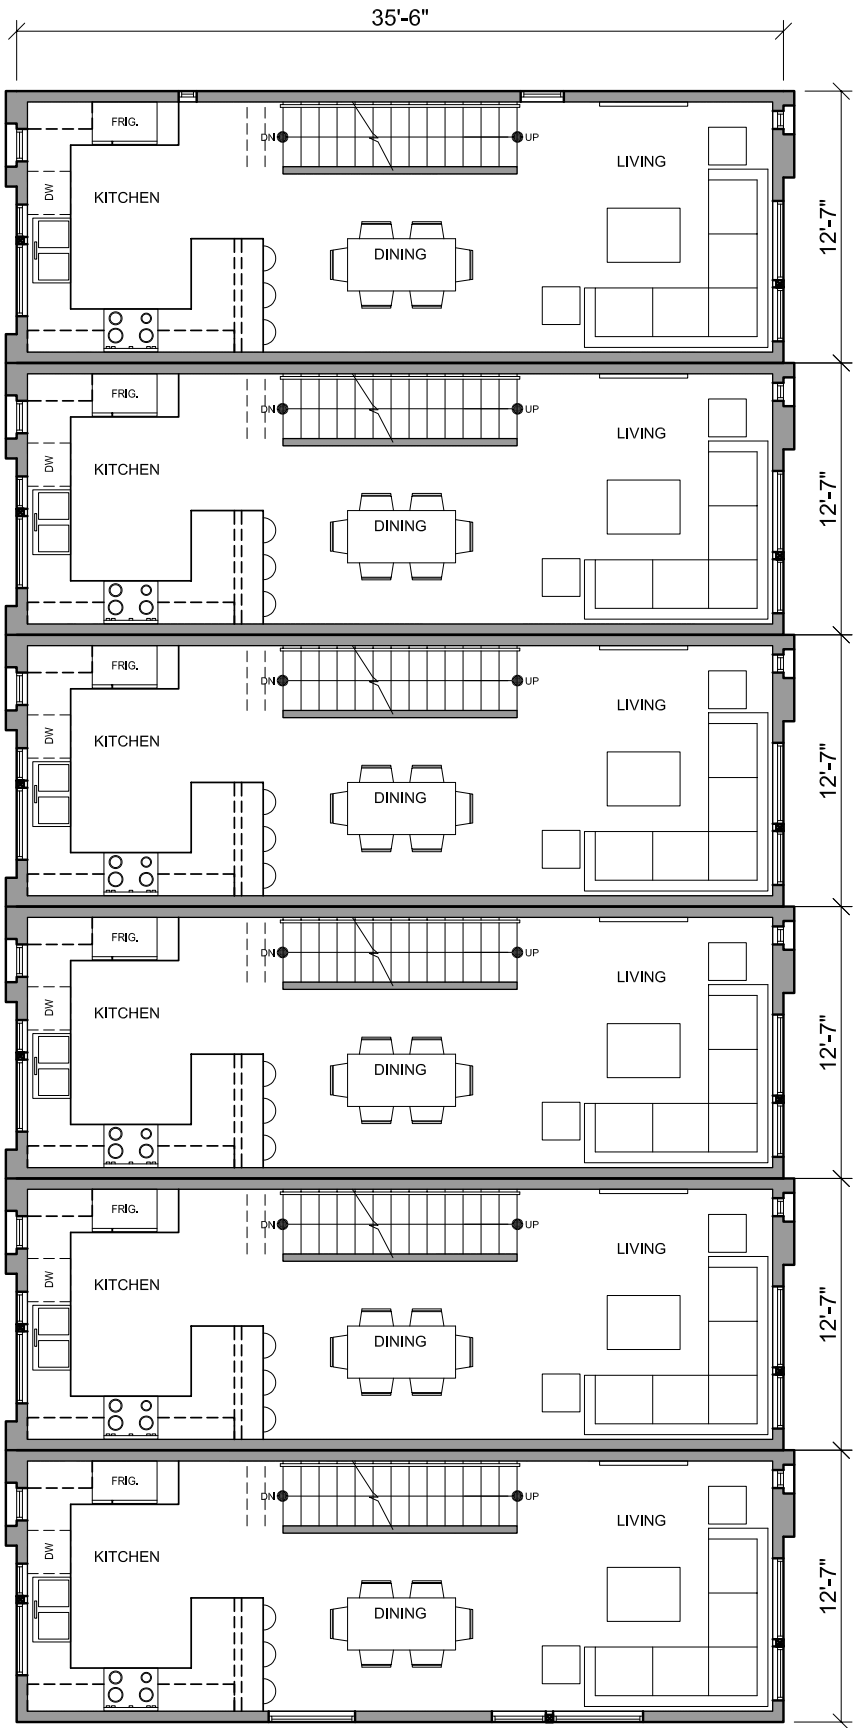 35'-6"
FRIG.
DN
UP
LIVING
DW
KITCHEN
12'-7"
DINING
FRIG.
DN
UP
LIVING
DW
KITCHEN
12'-7"
DINING
FRIG.
DN
UP
LIVING
DW
KITCHEN
12'-7"
DINING
FRIG.
DN
UP
LIVING
DW
KITCHEN
12'-7"
DINING
FRIG.
DN
UP
LIVING
DW
KITCHEN
12'-7"
DINING
FRIG.
DN
UP
LIVING
DW
KITCHEN
12'-7"
DINING